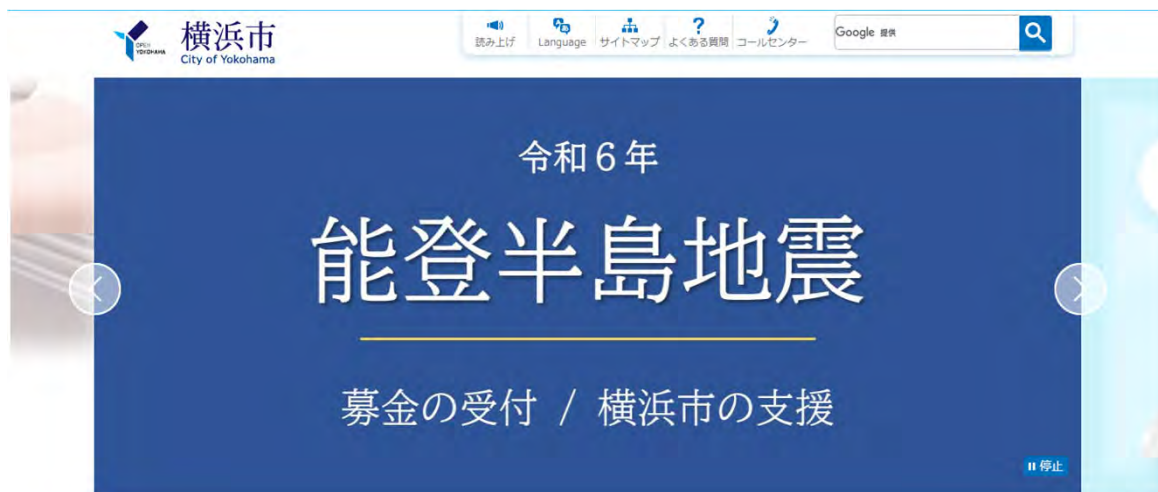 OPEN
YOKOHAMA
横浜市
City of Yokohama
読み上げ
Language
サイトマップ
よくある質問
コールセンター
Google 提供
令和6年
能登半島地震
募金の受付 / 横浜市の支援
停止